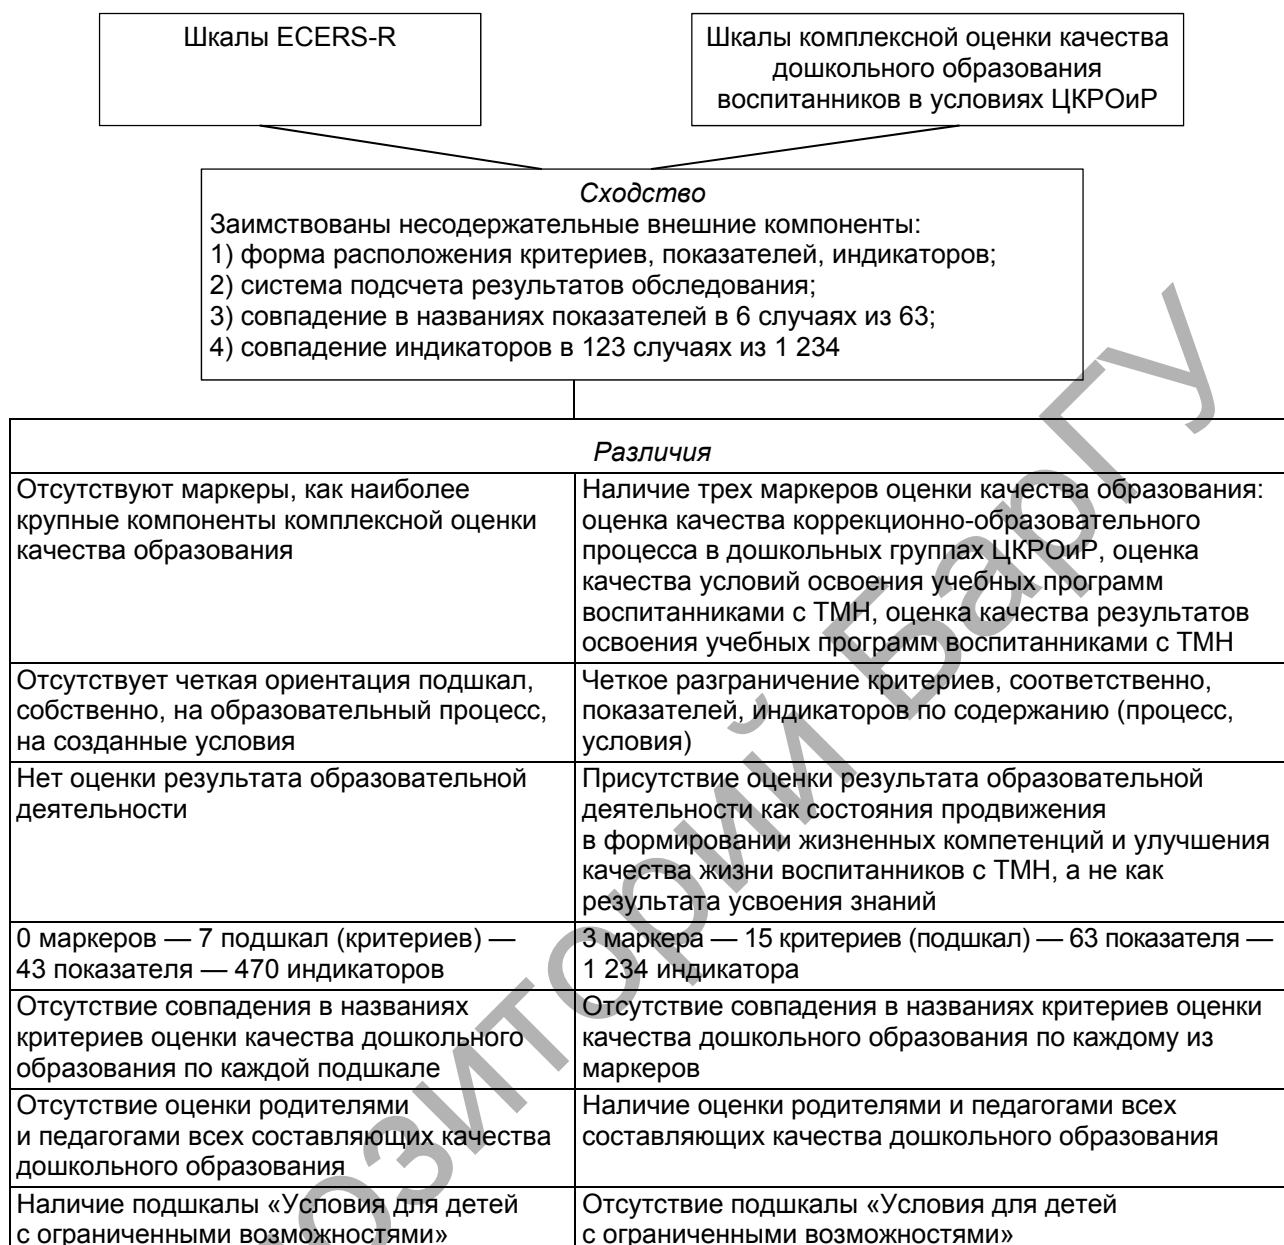 Шкалы ECERS-R
Шкалы комплексной оценки качества
дошкольного образования
воспитанников в условиях ЦКРОиР
Сходство
Заимствованы несодержательные внешние компоненты:
1) форма расположения критериев, показателей, индикаторов;
2) система подсчета результатов обследования;
3) совпадение в названиях показателей в 6 случаях из 63;
4) совпадение индикаторов в 123 случаях из 1 234
Различия
Отсутствуют маркеры, как наиболее
крупные компоненты комплексной оценки
качества образования
Наличие трех маркеров оценки качества образования:
оценка качества коррекционно-образовательного
процесса в дошкольных группах ЦКРОиР, оценка
качества условий освоения учебных программ
воспитанниками с ТМН, оценка качества результатов
освоения учебных программ воспитанниками с ТМН
Отсутствует четкая ориентация подшкал,
собственно, на образовательный процесс,
на созданные условия
Четкое разграничение критериев, соответственно,
показателей, индикаторов по содержанию (процесс,
условия)
Нет оценки результата образовательной
деятельности
Присутствие оценки результата образовательной
деятельности как состояния продвижения
в формировании жизненных компетенций и улучшения
качества жизни воспитанников с ТМН, а не как
результата усвоения знаний
0 маркеров — 7 подшкал (критериев) —
43 показателя — 470 индикаторов
3 маркера — 15 критериев (подшкал) — 63 показателя —
1 234 индикатора
Отсутствие совпадения в названиях
критериев оценки качества дошкольного
образования по каждой подшкале
Отсутствие совпадения в названиях критериев оценки
качества дошкольного образования по каждому из
маркеров
Отсутствие оценки родителями
и педагогами всех составляющих качества
дошкольного образования
Наличие оценки родителями и педагогами всех
составляющих качества дошкольного образования
Наличие подшкалы «Условия для детей
с ограниченными возможностями»
Отсутствие подшкалы «Условия для детей
с ограниченными возможностями»
озиторий БарГУ